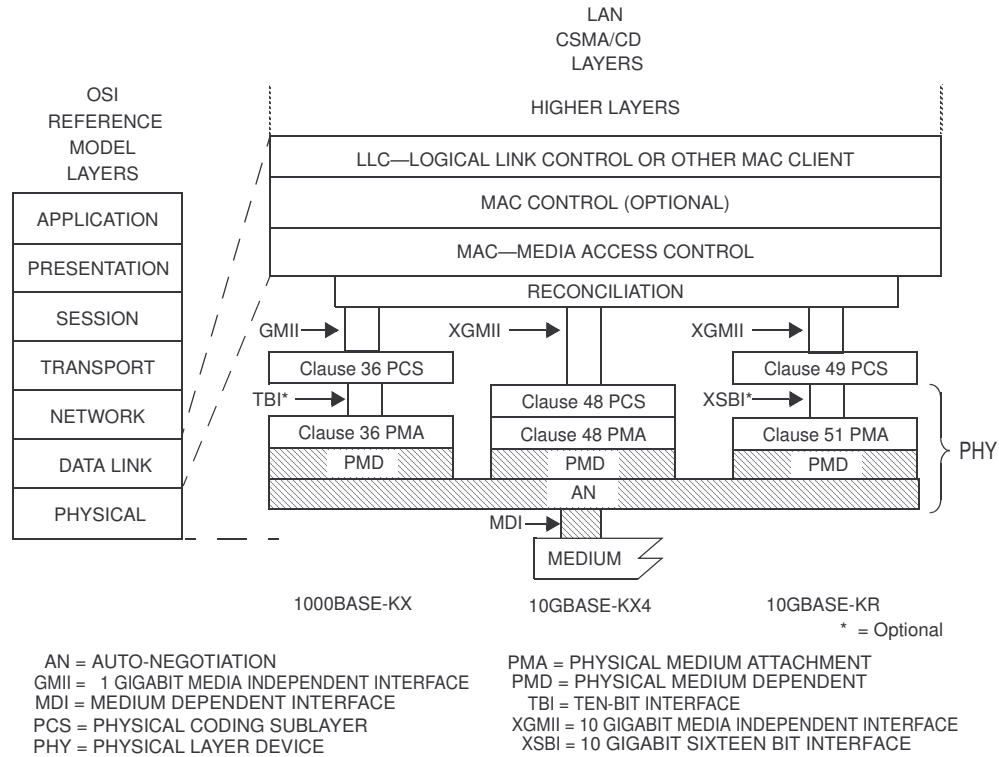 LAN
CSMA/CD
LAYERS
OSI
REFERENCE
MODEL
LAYERS
HIGHER LAYERS
LLC—LOGICAL LINK CONTROL OR OTHER MAC CLIENT
MAC CONTROL (OPTIONAL)
MAC—MEDIA ACCESS CONTROL
RECONCILIATION
APPLICATION
PRESENTATION
SESSION
TRANSPORT
NETWORK
DATA LINK
PHYSICAL
GMII
XGMII
XGMII
Clause 36 PCS
Clause 49 PCS
TBI*
Clause 48 PCS
XSBI*
Clause 36 PMA
Clause 48 PMA
Clause 51 PMA
PMD
PMD
PMD
PHY
AN
MDI
MEDIUM
1000BASE-KX
10GBASE-KX4
10GBASE-KR
* = Optional
AN = AUTO-NEGOTIATION
GMII = 1 GIGABIT MEDIA INDEPENDENT INTERFACE
MDI = MEDIUM DEPENDENT INTERFACE
PCS = PHYSICAL CODING SUBLAYER
PHY = PHYSICAL LAYER DEVICE
PMA = PHYSICAL MEDIUM ATTACHMENT
PMD = PHYSICAL MEDIUM DEPENDENT
TBI = TEN-BIT INTERFACE
XGMII = 10 GIGABIT MEDIA INDEPENDENT INTERFACE
XSBI = 10 GIGABIT SIXTEEN BIT INTERFACE